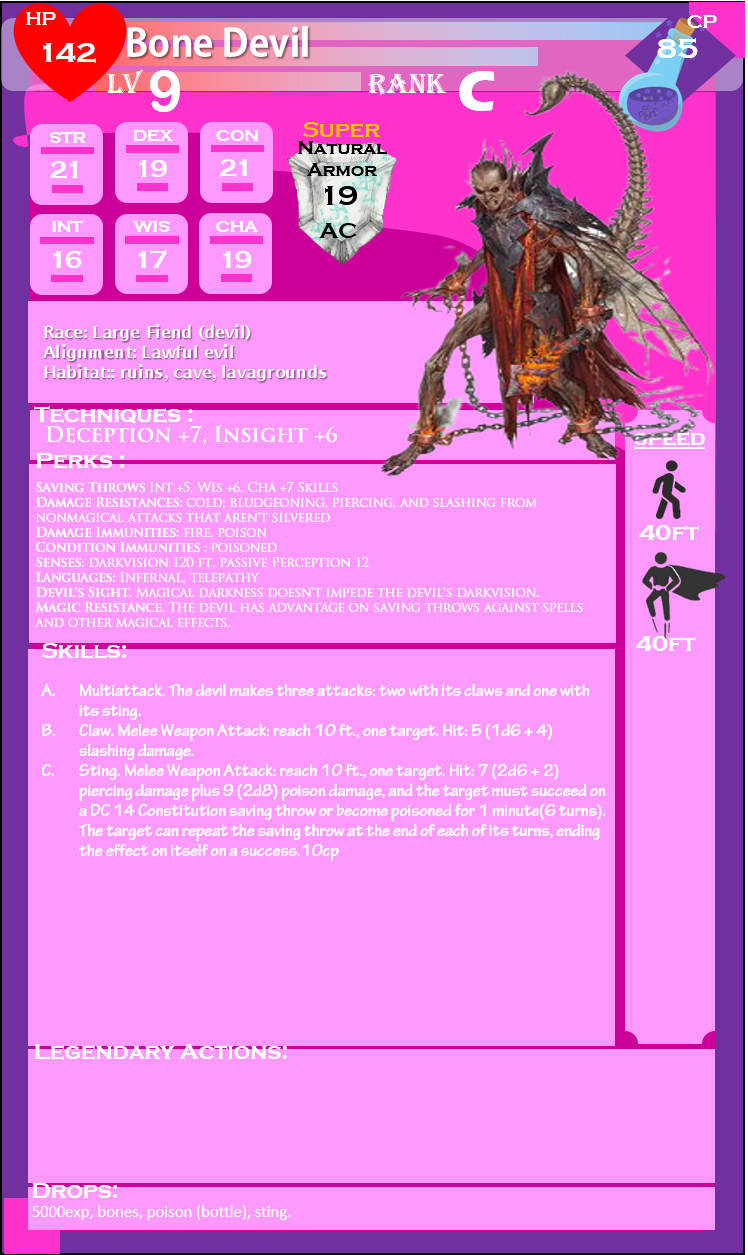 HP
142
Bone Devil
CP
85
LV 9
RANK C
STR
21
DEX
19
CON
21
INT
16
WIS
17
CHA
19
Super
Natural
Armor
19
AC
Race: Large Fiend (devil)
Alignment: Lawful evil
Habitat:: ruins, cave, lavagrounds
Techniques :
Deception +7, Insight +6
Perks :
Saving Throws Int +5, Wis +6, Cha +7 Skills
Damage Resistances: cold; bludgeoning, piercing, and slashing from
nonmagical attacks that aren't silvered
Damage Immunities: fire, poison
Condition Immunities : poisoned
Senses: darkvision 120 ft, passive Perception 12
Languages: Infernal, telepathy
Devil's Sight. Magical darkness doesn't impede the devil's darkvision.
Magic Resistance. The devil has advantage on saving throws against spells
and other magical effects.
SPEED
40FT
40FT
Skills:
A. Multiattack. The devil makes three attacks: two with its claws and one with
its sting.
B. Claw. Melee Weapon Attack: reach 10 ft., one target. Hit: 5 (1d6 + 4)
slashing damage.
C. Sting. Melee Weapon Attack: reach 10 ft., one target. Hit: 7 (2d6 + 2)
piercing damage plus 9 (2d8) poison damage, and the target must succeed on
a DC 14 Constitution saving throw or become poisoned for 1 minute(6 turns).
The target can repeat the saving throw at the end of each of its turns, ending
the effect on itself on a success.10cp
Legendary Actions:
Drops:
5000exp, bones, poison (bottle), sting.